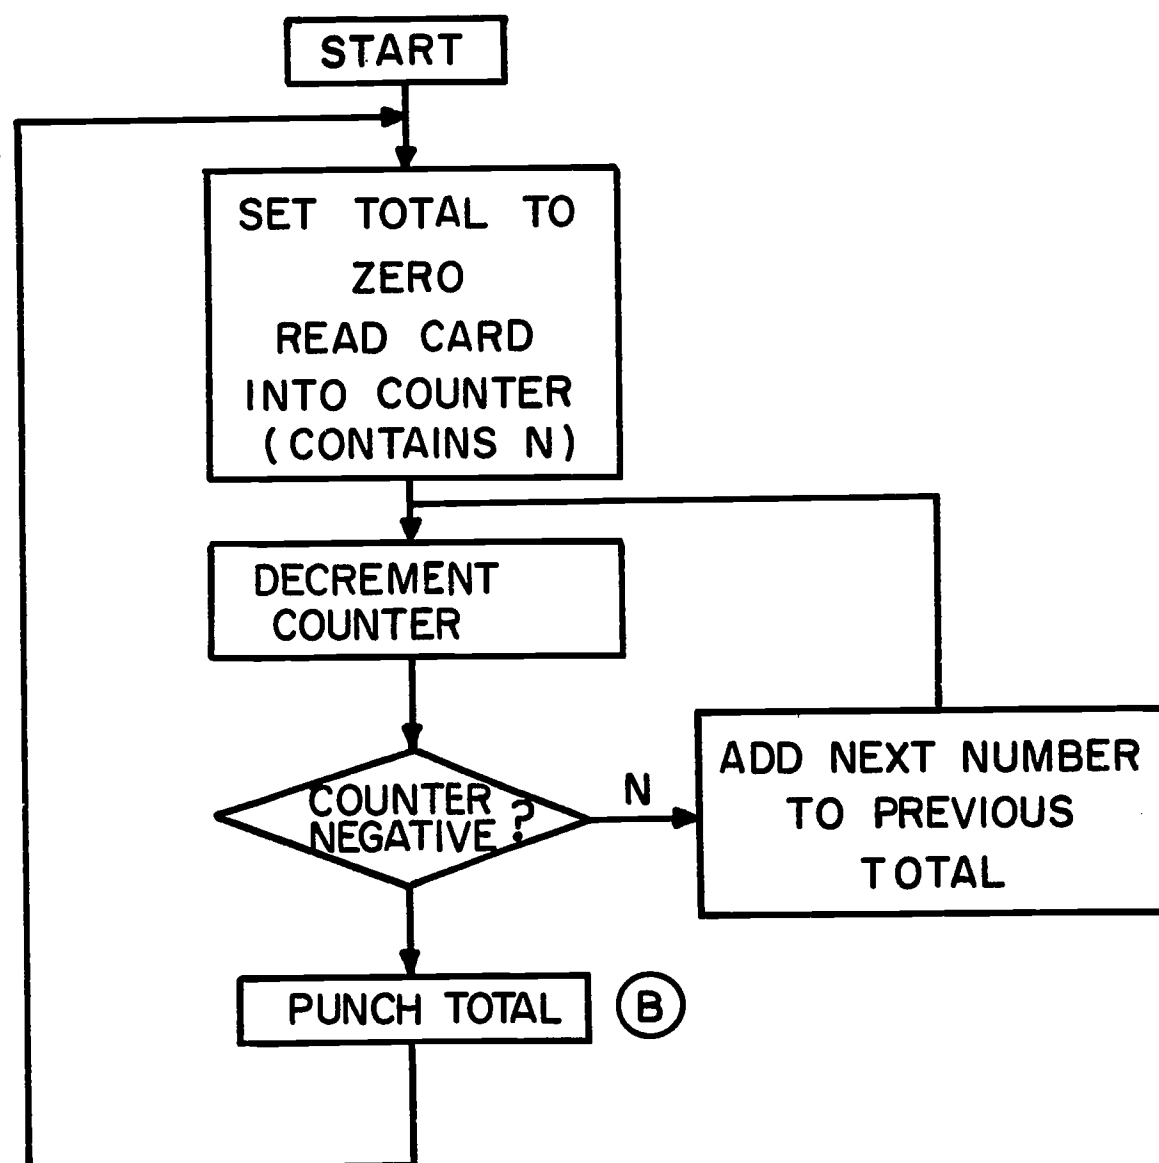 START
SET TOTAL TO
ZERO
READ CARD
INTO COUNTER
(CONTAINS N)
DECREMENT
COUNTER
COUNTER
NEGATIVE ?
N
ADD NEXT NUMBER
TO PREVIOUS
TOTAL
PUNCH TOTAL
B